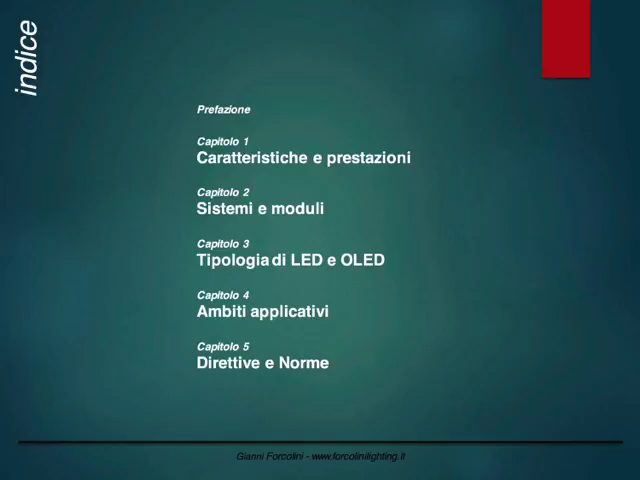 indice
Prefazione
Capitolo 1
Caratteristiche e prestazioni
Capitolo 2
Sistemi e moduli
Capitolo 3
Tipologia di LED e OLED
Capitolo 4
Ambiti applicativi
Capitolo 5
Direttive e Norme
Gianni Forcolini - www.forcolinilighting.it